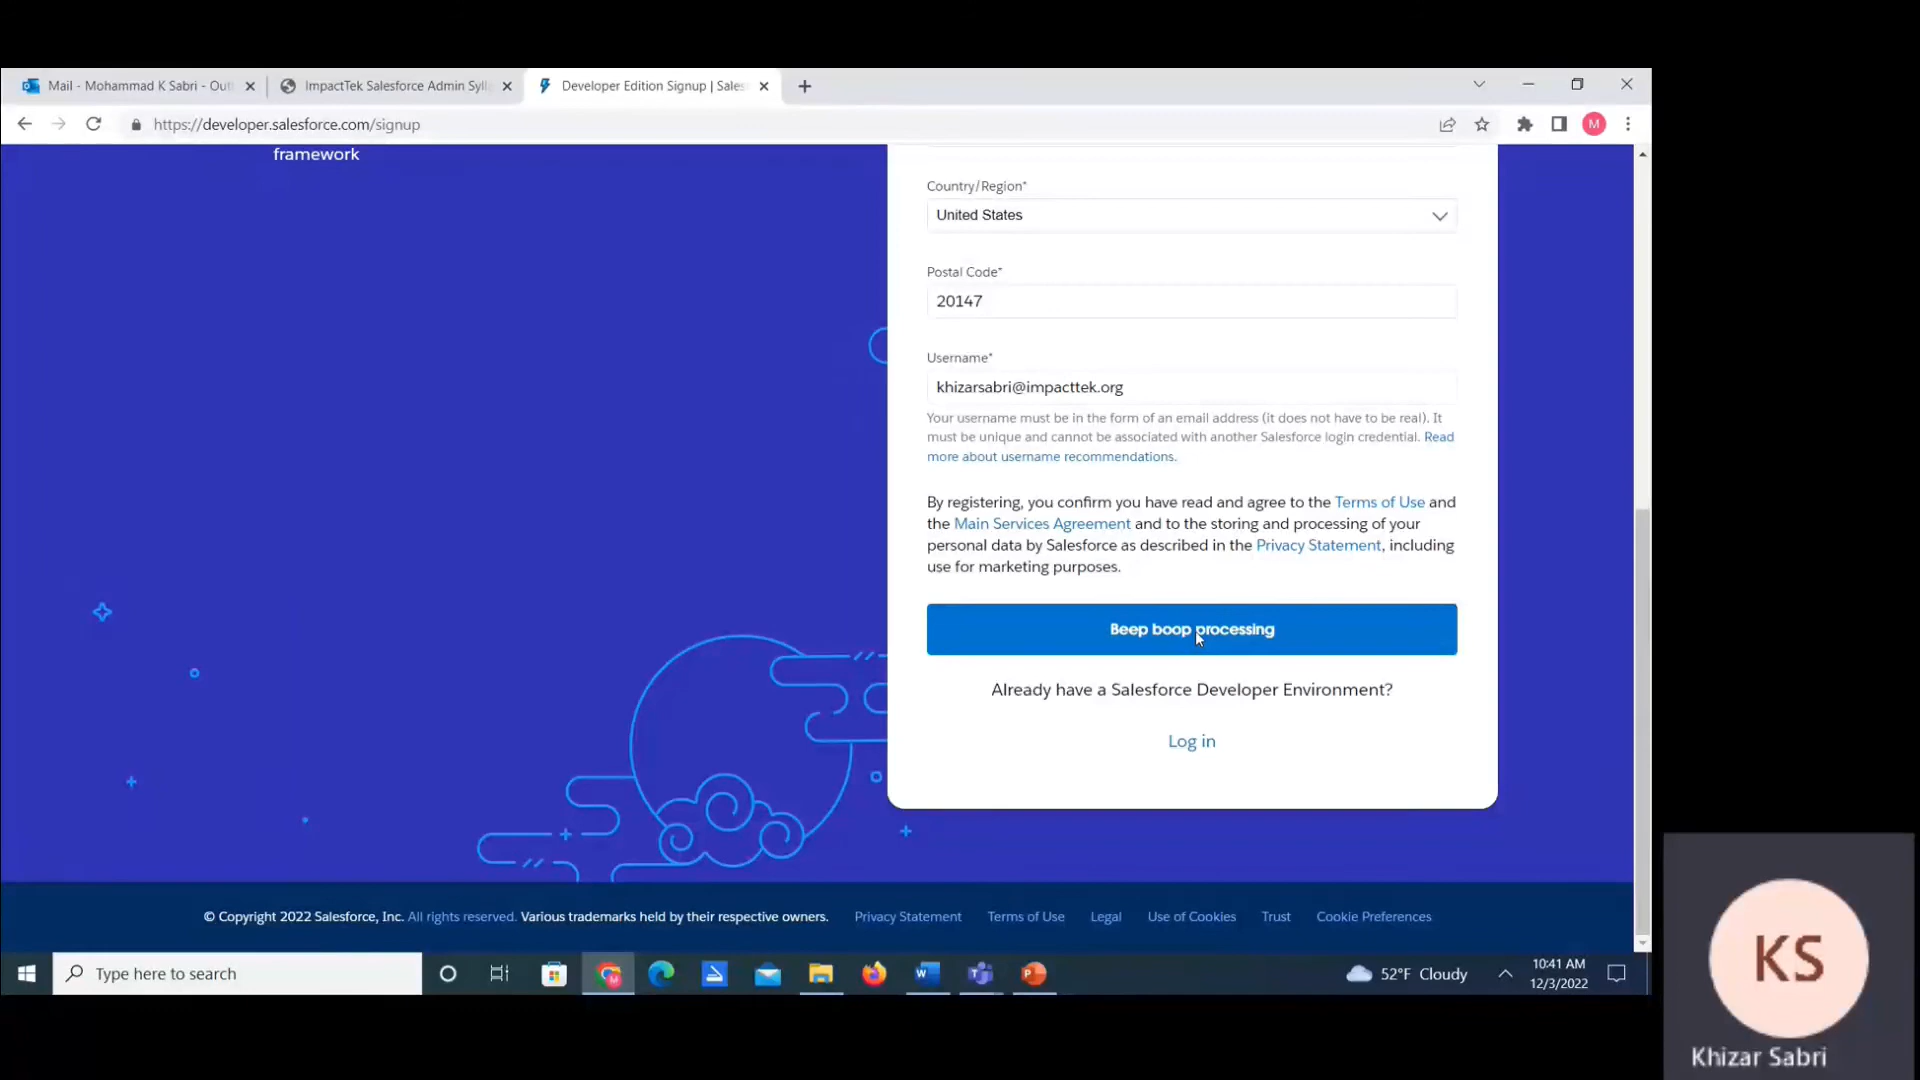 Mail - Mohammad K Sabri - Out
ImpactTek Salesforce Admin Syll
Developer Edition Signup | Sales
https://developer.salesforce.com/signup
M
framework
Country/Region*
United States
Postal Code*
20147
Username*
khizarsabri@impacttek.org
Your username must be in the form of an email address (it does not have to be real). It
must be unique and cannot be associated with another Salesforce login credential. Read
more about username recommendations.
By registering, you confirm you have read and agree to the Terms of Use and
the Main Services Agreement and to the storing and processing of your
personal data by Salesforce as described in the Privacy Statement, including
use for marketing purposes.
Beep boop processing
Already have a Salesforce Developer Environment?
Log in
© Copyright 2022 Salesforce, Inc. All rights reserved. Various trademarks held by their respective owners. Privacy Statement Terms of Use Legal Use of Cookies Trust Cookie Preferences
Type here to search
52°F Cloudy
10:41 AM
12/3/2022
KS
Khizar Sabri